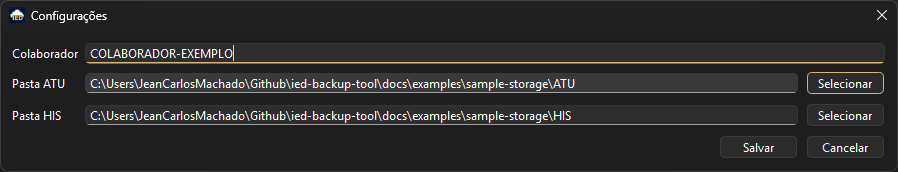 IED
Configurações
Colaborador COLABORADOR-EXEMPLO
Pasta ATU C:\Users\JeanCarlosMachado\Github\ied-backup-tool\docs\examples\sample-storage\ATU Selecionar
Pasta HIS C:\Users\JeanCarlosMachado\Github\ied-backup-tool\docs\examples\sample-storage\HIS Selecionar
Salvar Cancelar